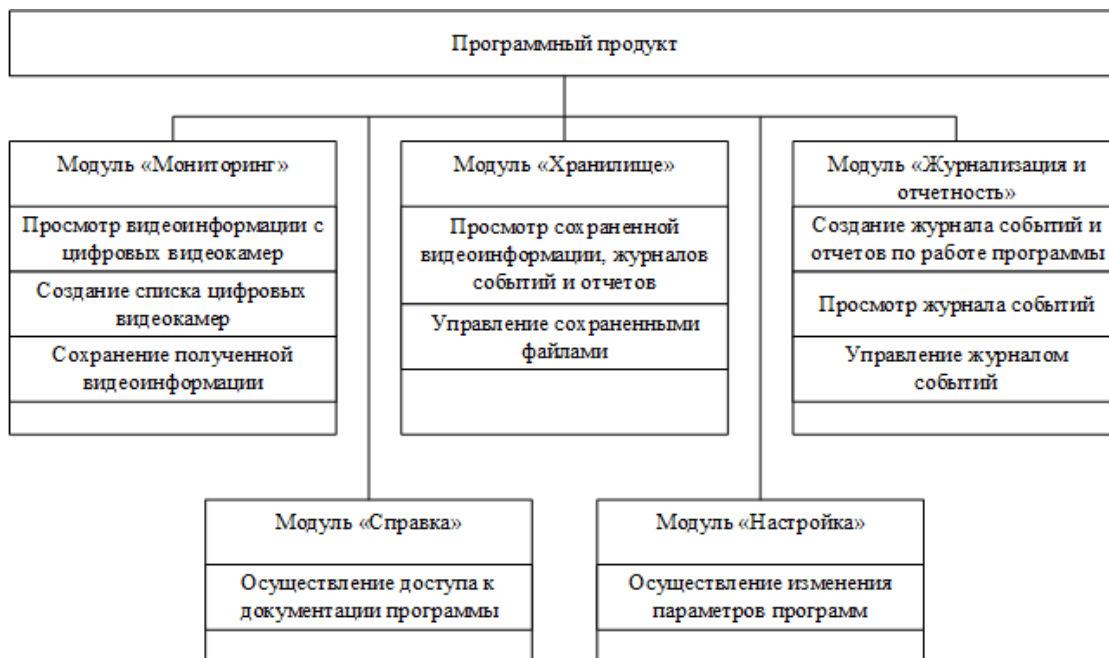 Программный продукт
Модуль «Мониторинг»
Просмотр видеоинформации с
цифровых видеокамер
Создание списка цифровых
видеокамер
Сохранение полученной
видеоинформации
Модуль «Хранилище»
Просмотр сохраненной
видеоинформации, журналов
событий и отчетов
Управление сохраненными
файлами
Модуль «Журнализация и
отчетность»
Создание журнала событий и
отчетов по работе программы
Просмотр журнала событий
Управление журналом
событий
Модуль «Справка»
Осуществление доступа к
документации программы
Модуль «Настройка»
Осуществление изменения
параметров программ